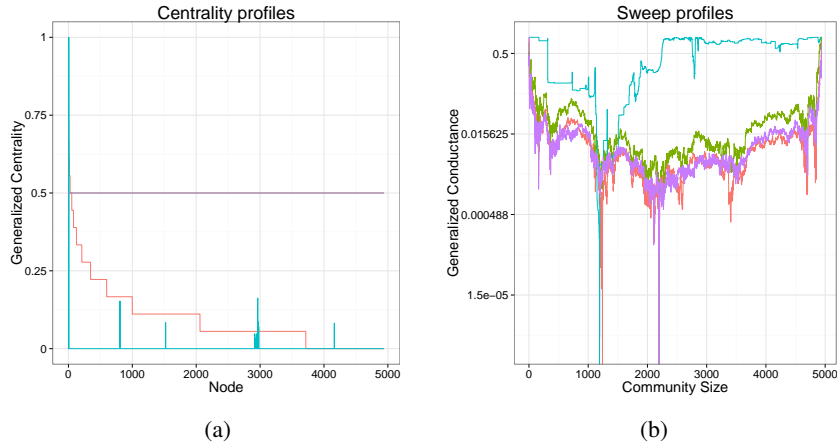 Centrality profiles
Generalized Centrality
1
0.75
0.5
0.25
0
0 1000 2000 3000 4000 5000
Node
(a)
Sweep profiles
Generalized Conductance
0.5
0.015625
0.000488
1.5e-05
0 1000 2000 3000 4000 5000
Community Size
(b)